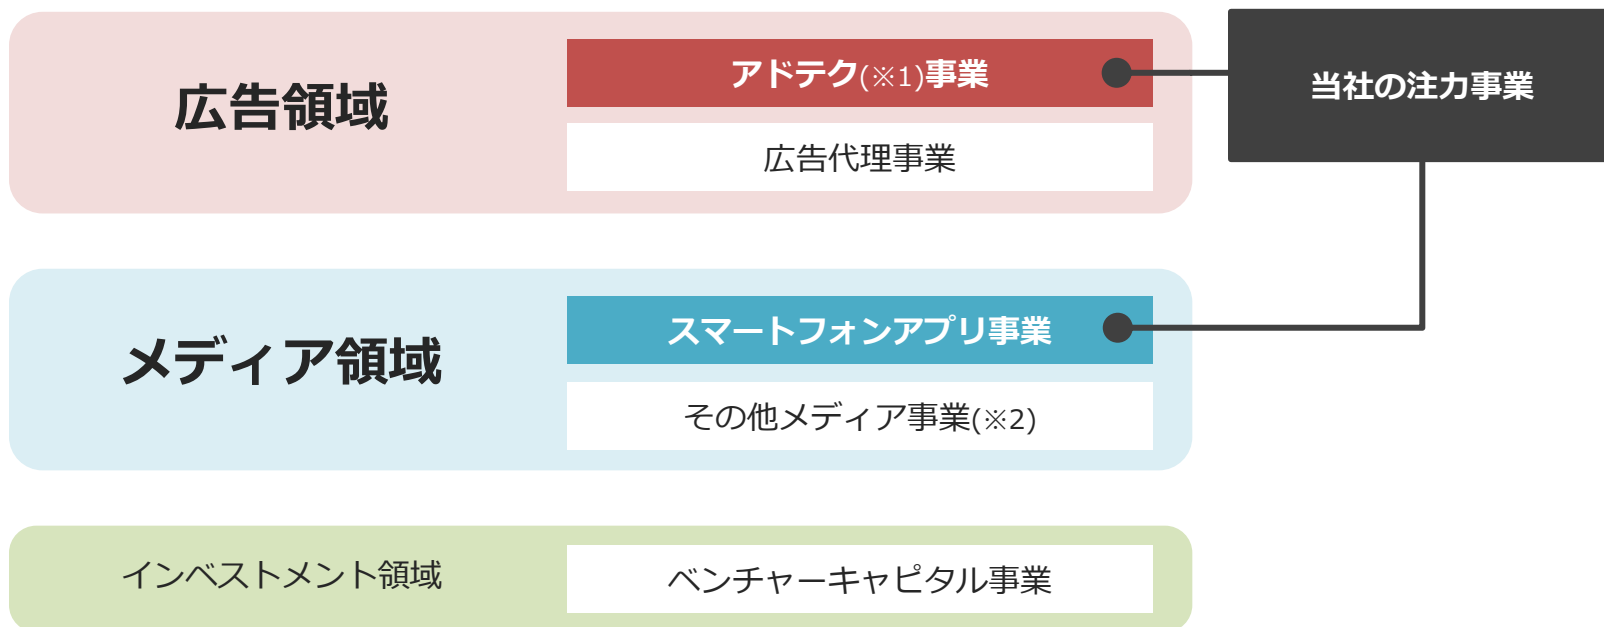 広告領域
アドテク(※1)事業
広告代理事業
当社の注力事業
メディア領域
スマートフォンアプリ事業
その他メディア事業(※2)
インベストメント領域
ベンチャーキャピタル事業